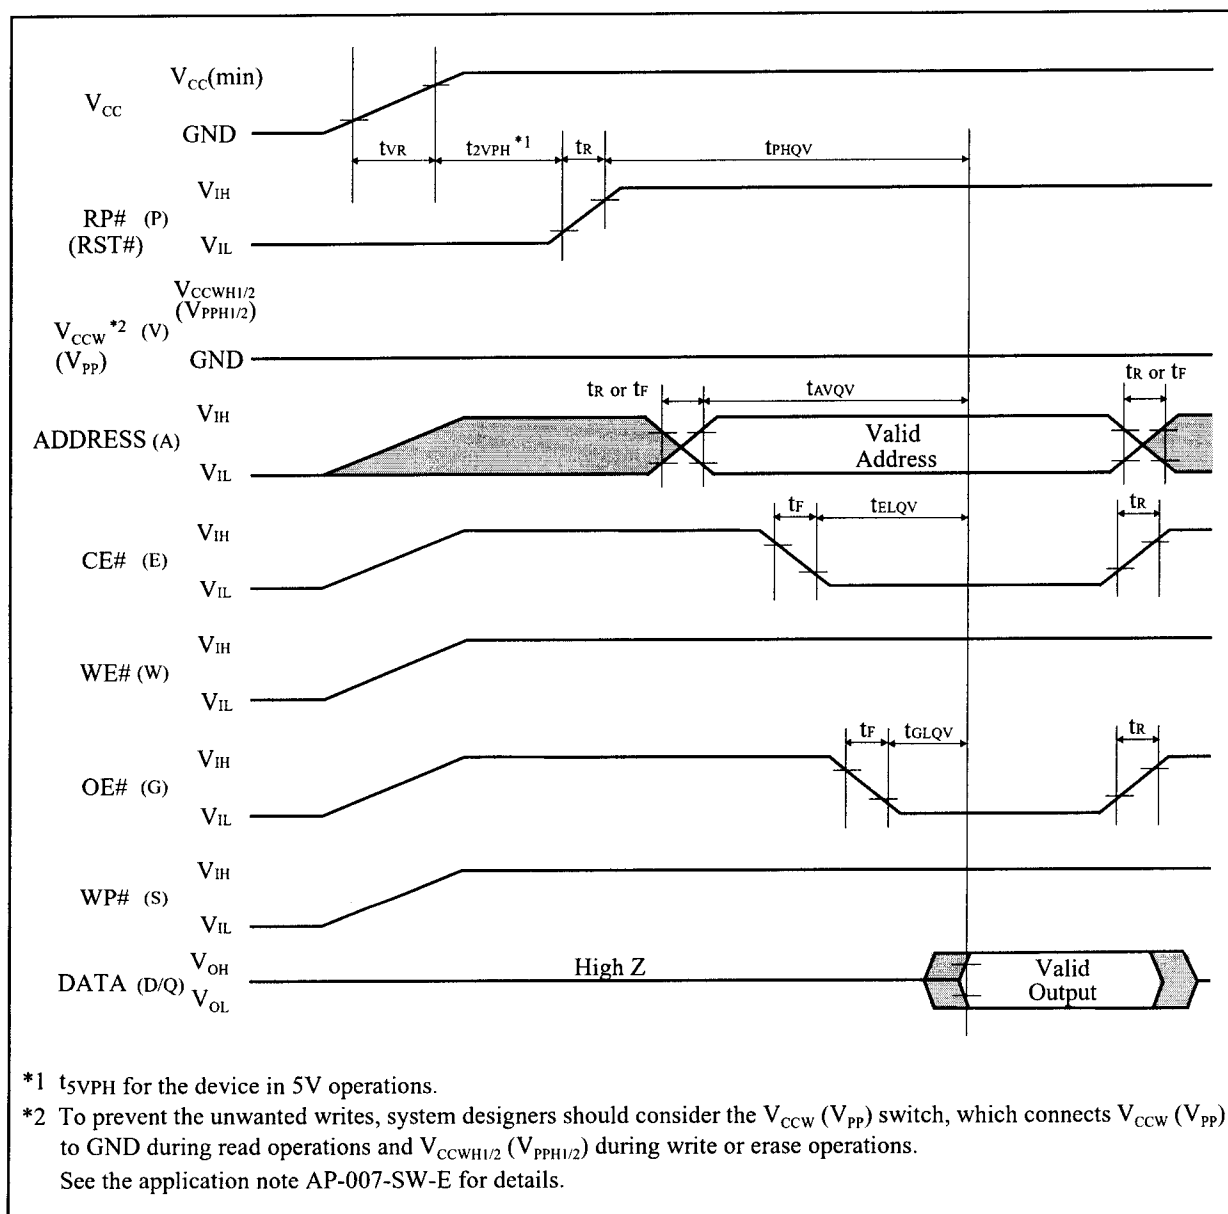 VCC(min)
VCC
GND
tVR
t2VPH *1
tR
tPHQV
VIH
RP# (P)
(RST#)
VIL
VCCWH1/2
(VPPH1/2)
VCCW *2 (V)
(VPP)
GND
tR or tF
tAVQV
tR or tF
VIH
ADDRESS (A)
Valid
Address
VIL
tF
tELQV
tR
VIH
CE# (E)
VIL
VIH
WE# (W)
VIL
tF
tGLQV
tR
VIH
OE# (G)
VIL
VIH
WP# (S)
VIL
VOH
High Z
DATA (D/Q)
Valid
Output
VOL
*1 t5VPH for the device in 5V operations.
*2 To prevent the unwanted writes, system designers should consider the VCCW (VPP) switch, which connects VCCW (VPP)
to GND during read operations and VCCWH1/2 (VPPH1/2) during write or erase operations.
See the application note AP-007-SW-E for details.